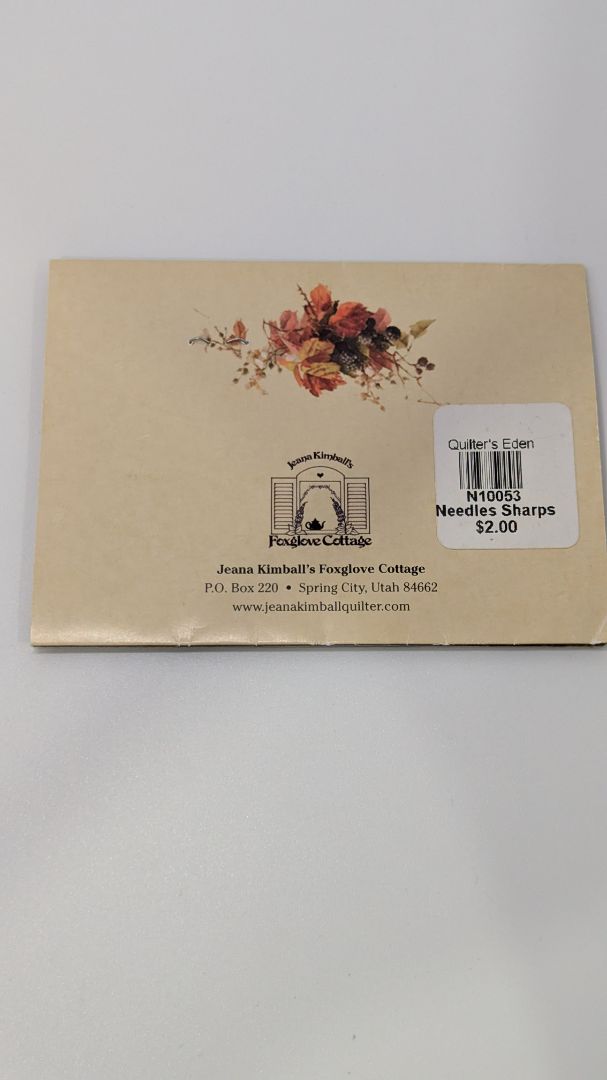 Quilter's Eden
N10053
Needles Sharps
$2.00
Jeana Kimball's
Foxglove Cottage
Jeana Kimball's Foxglove Cottage
P.O. Box 220 • Spring City, Utah 84662
www.jeanakimballquilter.com